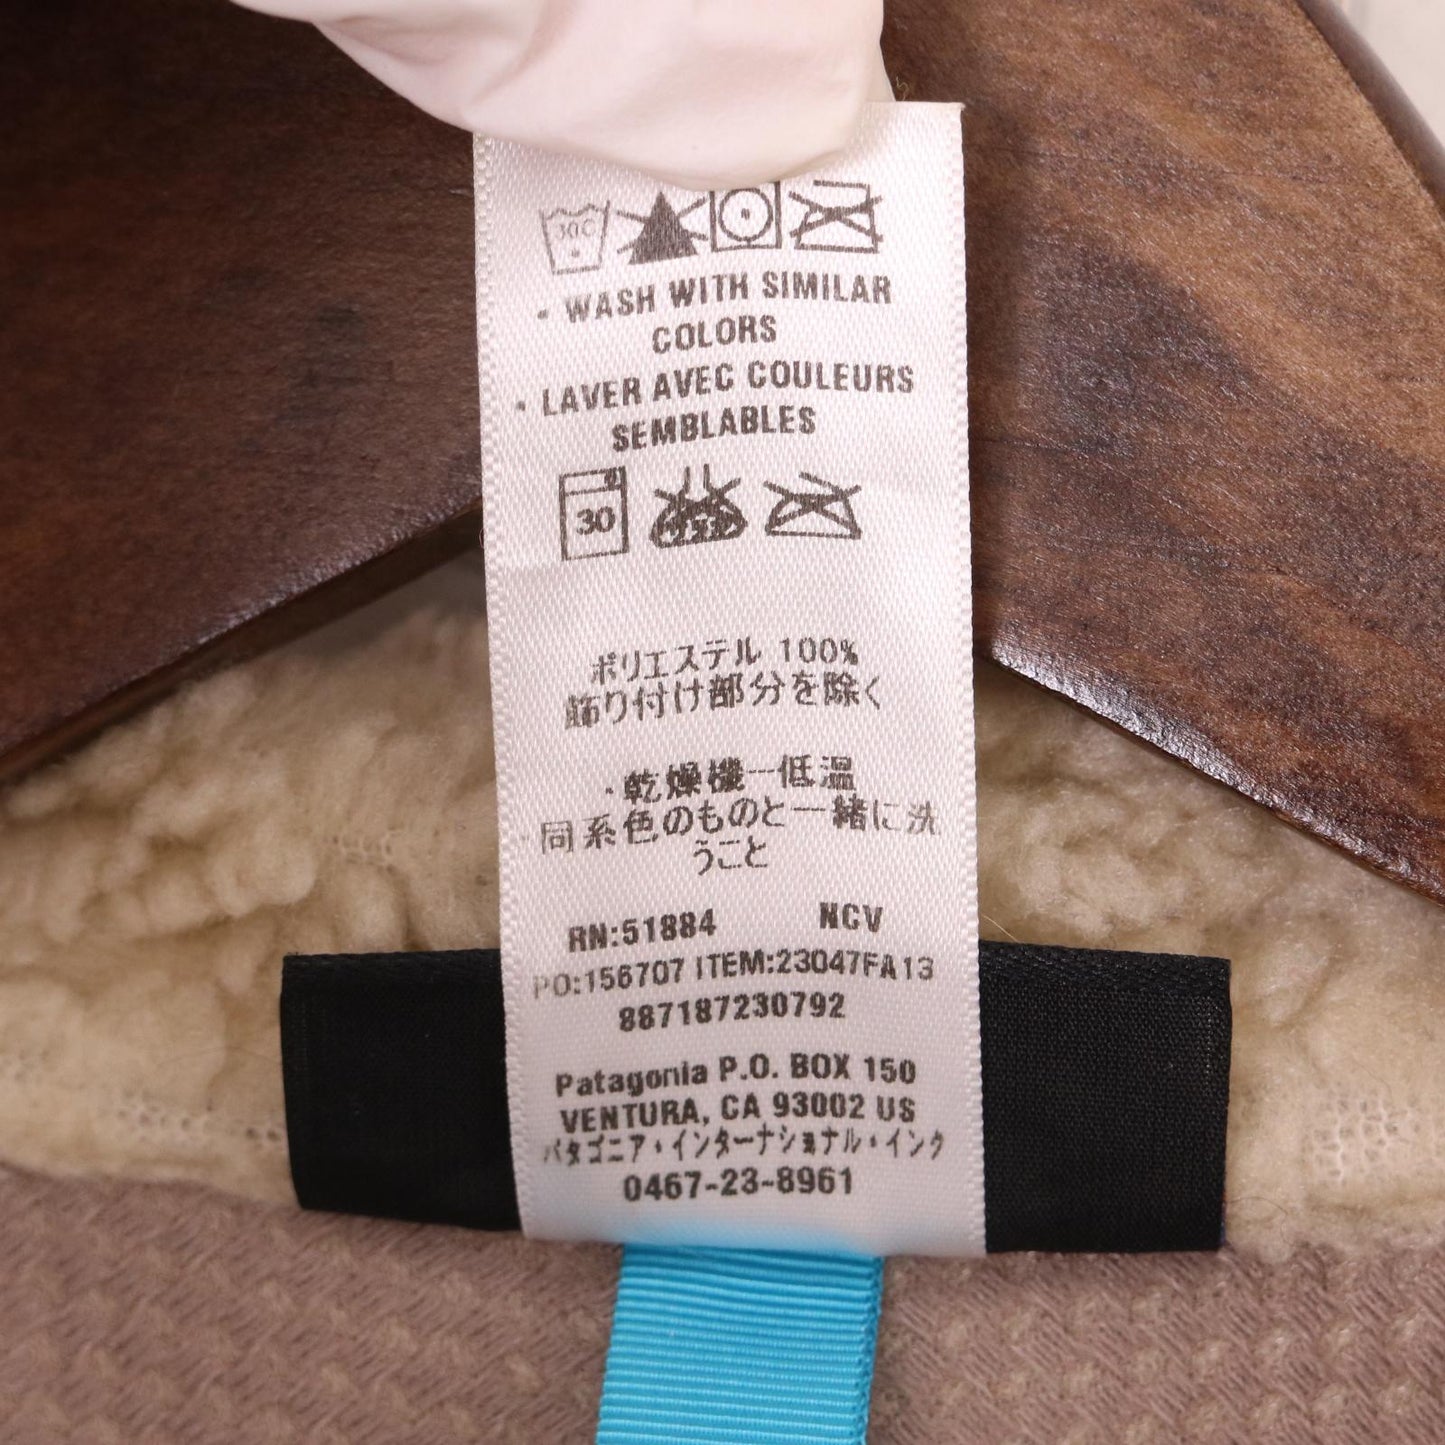 30C
• WASH WITH SIMILAR
COLORS
• LAVER AVEC COULEURS
SEMBLABLES
30
ポリエステル 100%
飾り付け部分を除く
・乾燥機一低温
・同系色のものと一緒に洗
うこと
RN:51884 NCV
PO:156707 ITEM:23047FA13
887187230792
Patagonia P.O. BOX 150
VENTURA, CA 93002 US
パタゴニア・インターナショナル・インク
0467-23-8961